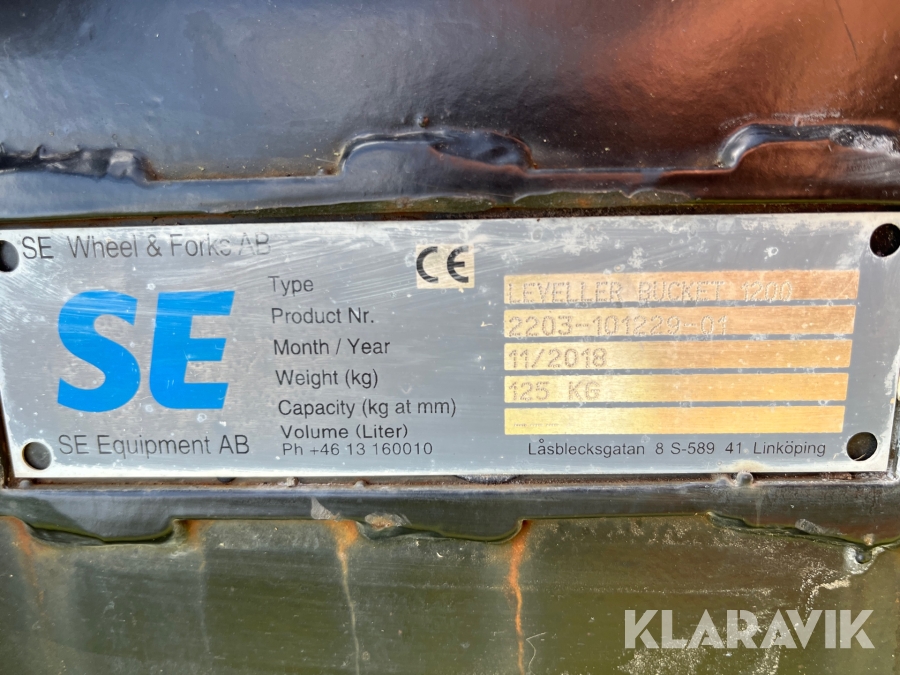 SE Wheel & Forks AB
CE
SE
Type LEVELLER BUCKET 1200
Product Nr. 2203-101229-01
Month / Year 11/2018
Weight (kg) 125 KG
Capacity (kg at mm) ---
Volume (Liter)
SE Equipment AB Ph +46 13 160010 Låsblecksgatan 8 S-589 41 Linköping
KLARAVIK